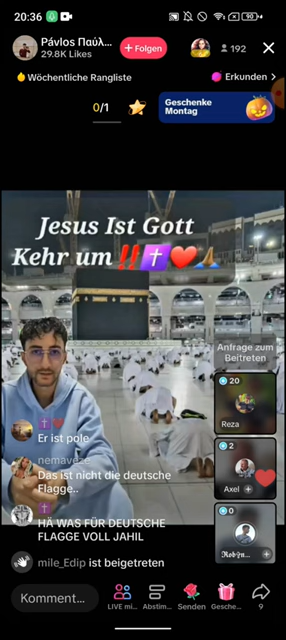 20:36
90
Pávlos Παύλ...
29.8K Likes
+ Folgen
192
Wöchentliche Rangliste
Erkunden >
0/1
Geschenke
Montag
Jesus Ist Gott
Kehr um‼️✝️❤️🙏🏽
Anfrage zum
Beitreten
20
Reza
2
Axel +
0
✝️❤️
Er ist pole
nemaveze
Das ist nicht die deutsche
Flagge..
✝️
HÄ WAS FÜR DEUTSCHE
FLAGGE VOLL JAHIL
mile_Edip ist beigetreten
Komment...
LIVE mi...
Abstim...
Senden
Gesche...
9